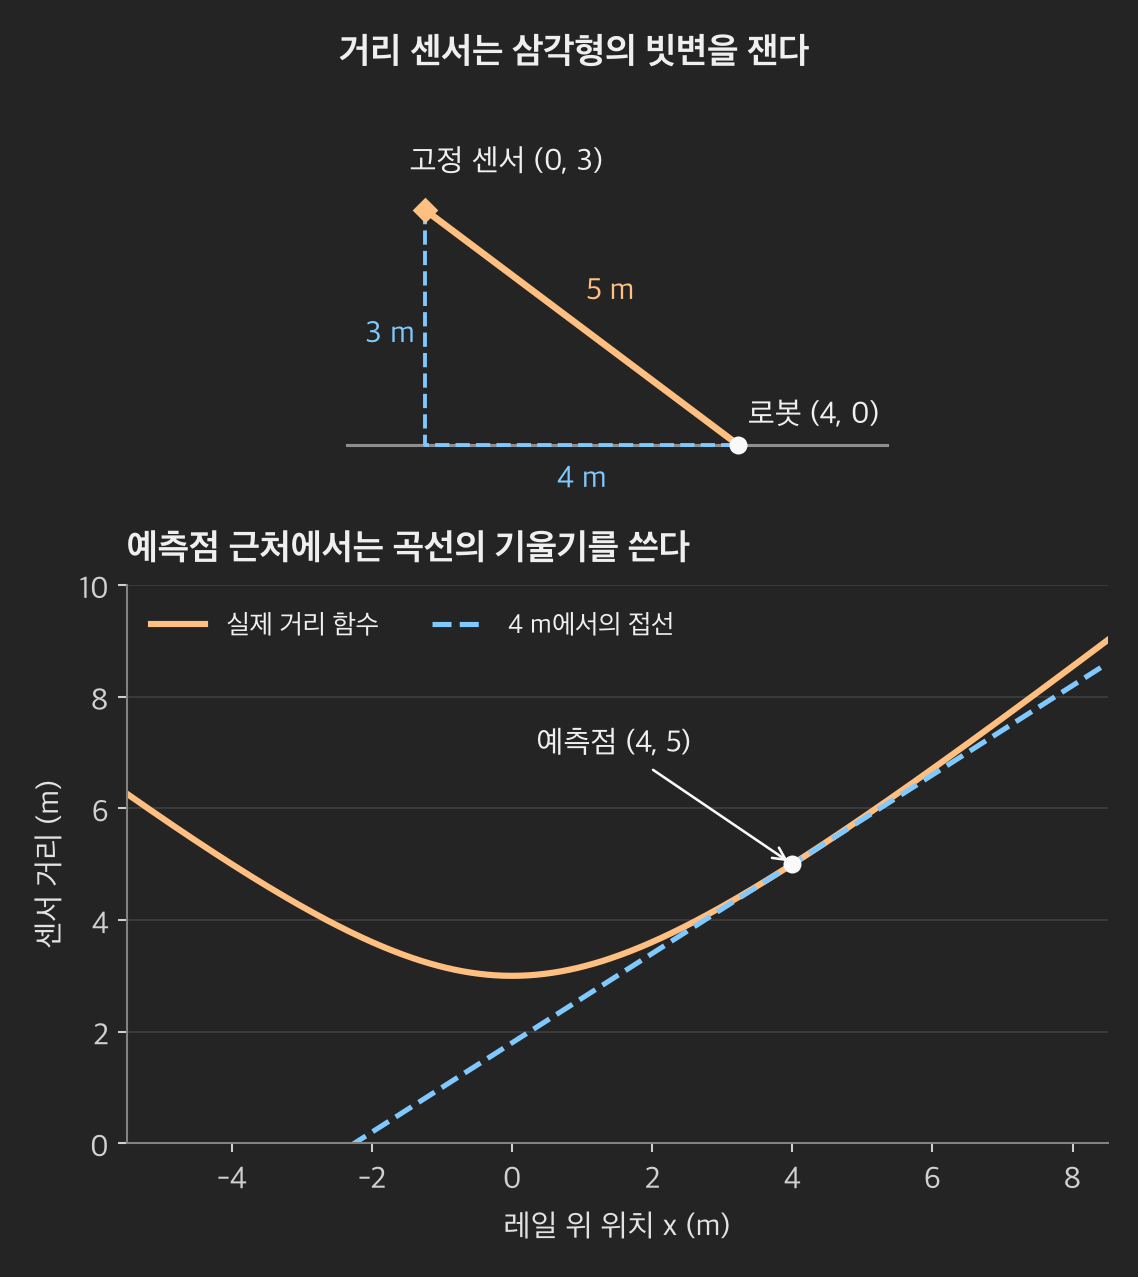 거리 센서는 삼각형의 빗변을 잰다
고정 센서 (0, 3)
5 m
3 m
로봇 (4, 0)
4 m
예측점 근처에서는 곡선의 기울기를 쓴다
실제 거리 함수
4 m에서의 접선
예측점 (4, 5)
센서 거리 (m)
10
8
6
4
2
0
-4
-2
0
2
4
6
8
레일 위 위치 x (m)